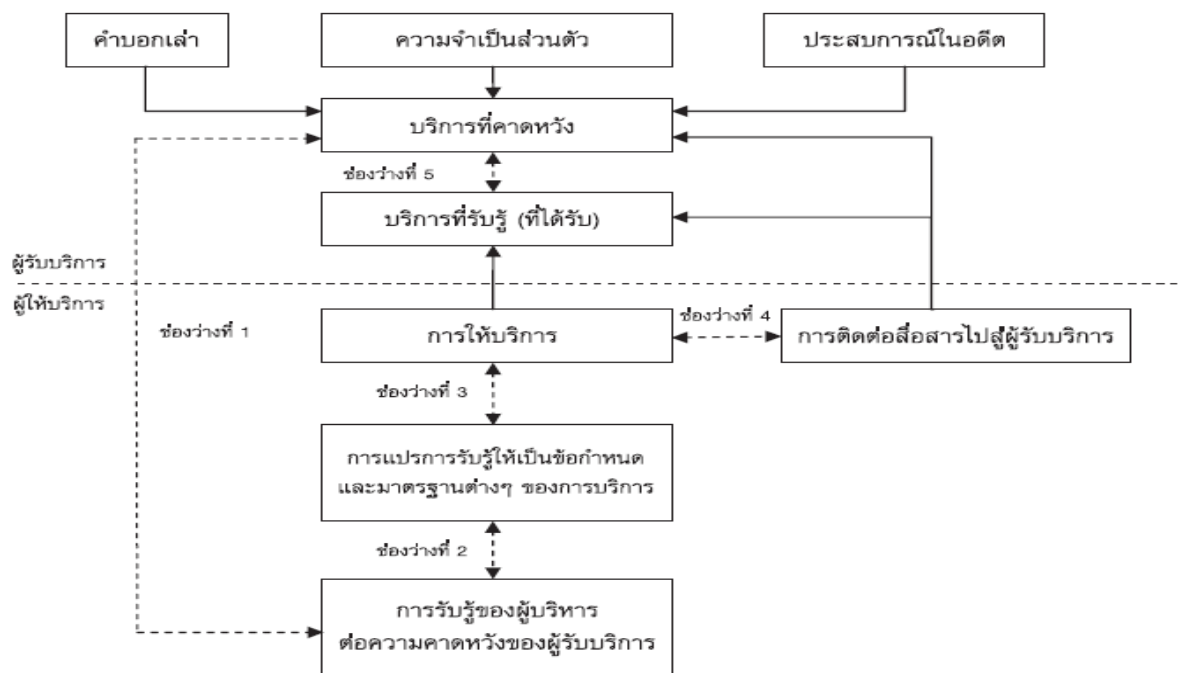 คำบอกเล่า
ความจำเป็นส่วนตัว
ประสบการณ์ในอดีต
บริการที่คาดหวัง
ช่องว่างที่ 5
บริการที่รับรู้ (ที่ได้รับ)
ผู้รับบริการ
ผู้ให้บริการ
ช่องว่างที่ 1
การให้บริการ
ช่องว่างที่ 4
การติดต่อสื่อสารไปสู่ผู้รับบริการ
ช่องว่างที่ 3
การแปรการรับรู้ให้เป็นข้อกำหนด
และมาตรฐานต่างๆ ของการบริการ
ช่องว่างที่ 2
การรับรู้ของผู้บริหาร
ต่อความคาดหวังของผู้รับบริการ